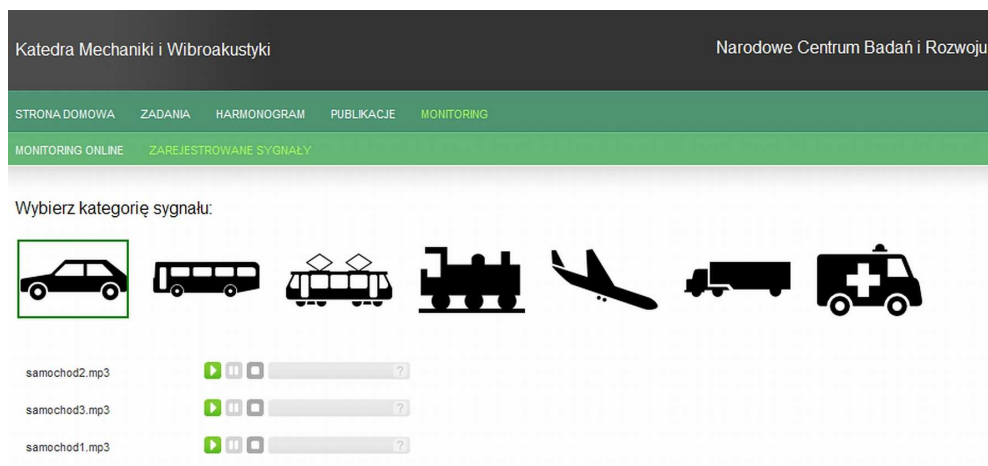 Katedra Mechaniki i Wibroakustyki
Narodowe Centrum Badań i Rozwoju
STRONA DOMOWA ZADANIA HARMONOGRAM PUBLIKACJE MONITORING
MONITORING ONLINE ZAREJESTROWANE SYGNAŁY
Wybierz kategorię sygnału:
samochod2.mp3 ?
samochod3.mp3 ?
samochod1.mp3 ?